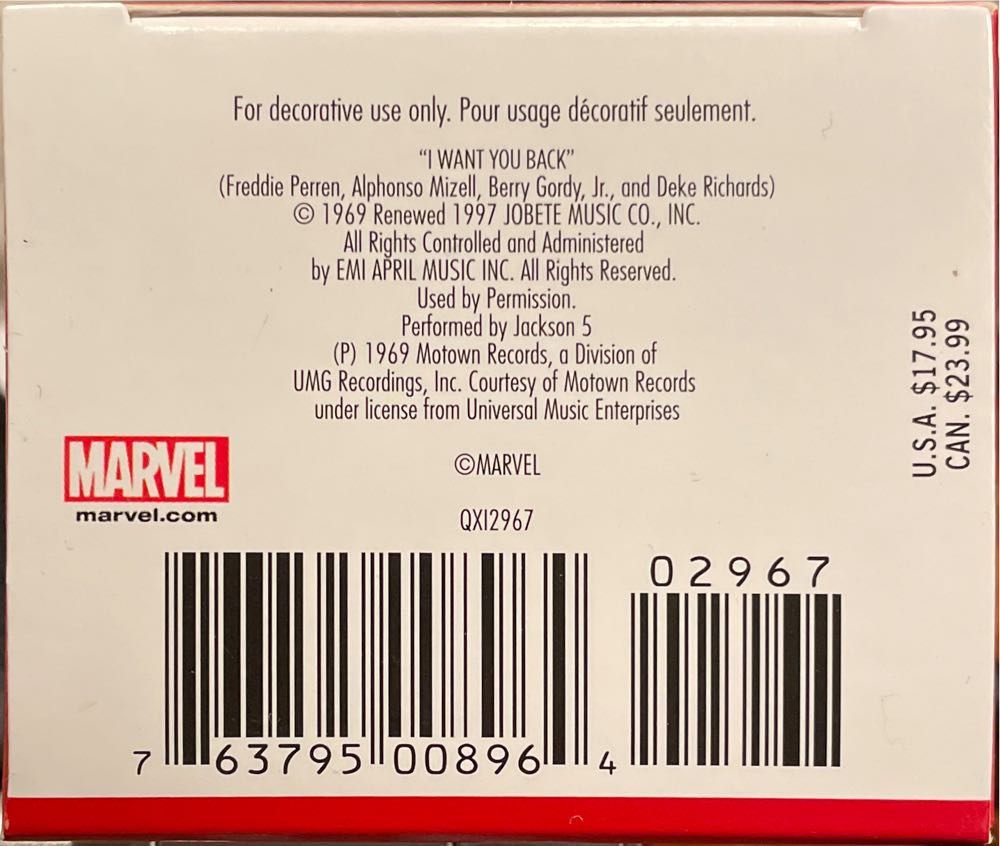 For decorative use only. Pour usage décoratif seulement.
"I WANT YOU BACK"
(Freddie Perren, Alphonso Mizell, Berry Gordy, Jr., and Deke Richards)
© 1969 Renewed 1997 JOBETE MUSIC CO., INC.
All Rights Controlled and Administered
by EMI APRIL MUSIC INC. All Rights Reserved.
Used by Permission.
Performed by Jackson 5
(P) 1969 Motown Records, a Division of
UMG Recordings, Inc. Courtesy of Motown Records
under license from Universal Music Enterprises
U.S.A. $17.95
CAN. $23.99
MARVEL
marvel.com
©MARVEL
QXI2967
02967
7 63795 00896 4